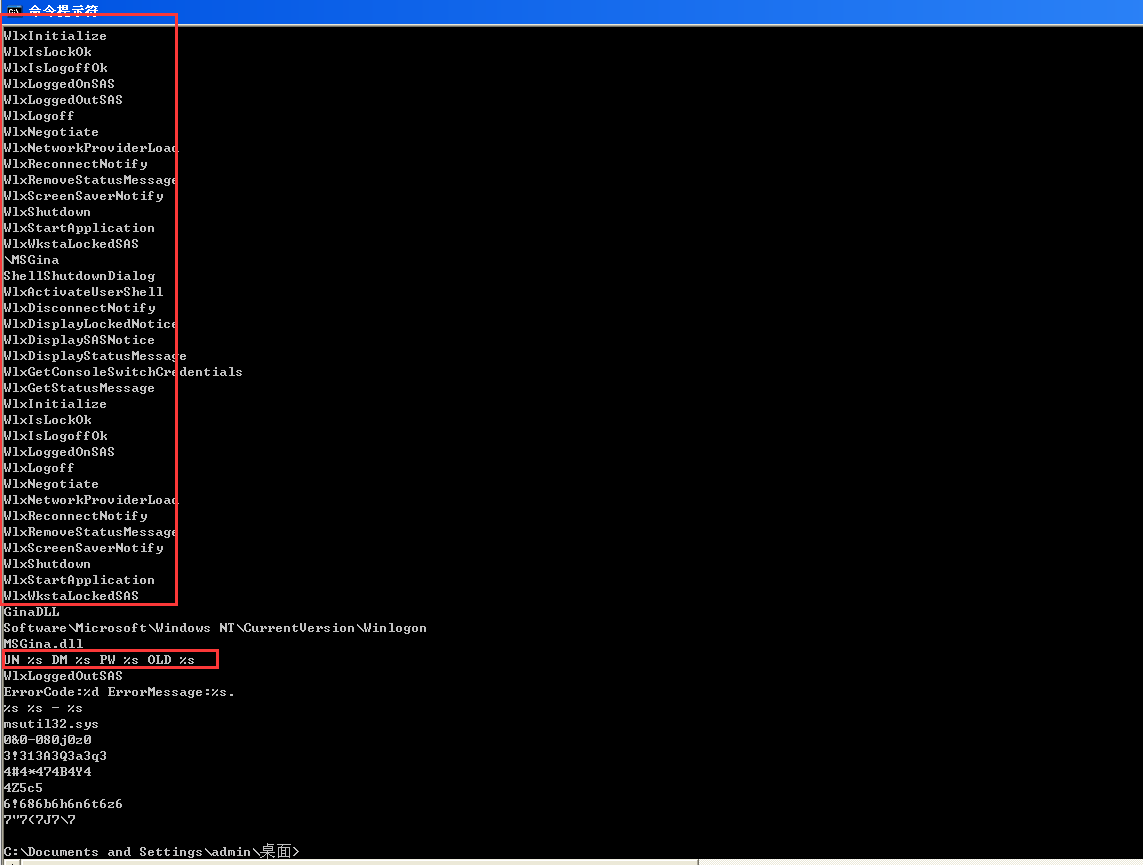 命令提示符
WlxInitialize
WlxIsLockOk
WlxIsLogoffOk
WlxLoggedOnSAS
WlxLoggedOutSAS
WlxLogoff
WlxNegotiate
WlxNetworkProviderLoad
WlxReconnectNotify
WlxRemoveStatusMessage
WlxScreenSaverNotify
WlxShutdown
WlxStartApplication
WlxWkstaLockedSAS
\MSGina
ShellShutdownDialog
WlxActivateUserShell
WlxDisconnectNotify
WlxDisplayLockedNotice
WlxDisplaySASNotice
WlxDisplayStatusMessage
WlxGetConsoleSwitchCredentials
WlxGetStatusMessage
WlxInitialize
WlxIsLockOk
WlxIsLogoffOk
WlxLoggedOnSAS
WlxLogoff
WlxNegotiate
WlxNetworkProviderLoad
WlxReconnectNotify
WlxRemoveStatusMessage
WlxScreenSaverNotify
WlxShutdown
WlxStartApplication
WlxWkstaLockedSAS
GinaDLL
Software\Microsoft\Windows NT\CurrentVersion\Winlogon
MSGina.dll
UN %s DM %s PW %s OLD %s
WlxLoggedOutSAS
ErrorCode:%d ErrorMessage:%s.
%s %s - %s
msutil32.sys
0&0-080j0z0
3!313A3Q3a3q3
4#4*474B4Y4
4Z5c5
6!686b6h6n6t6z6
7"7(7J7\7
C:\Documents and Settings\admin\桌面>